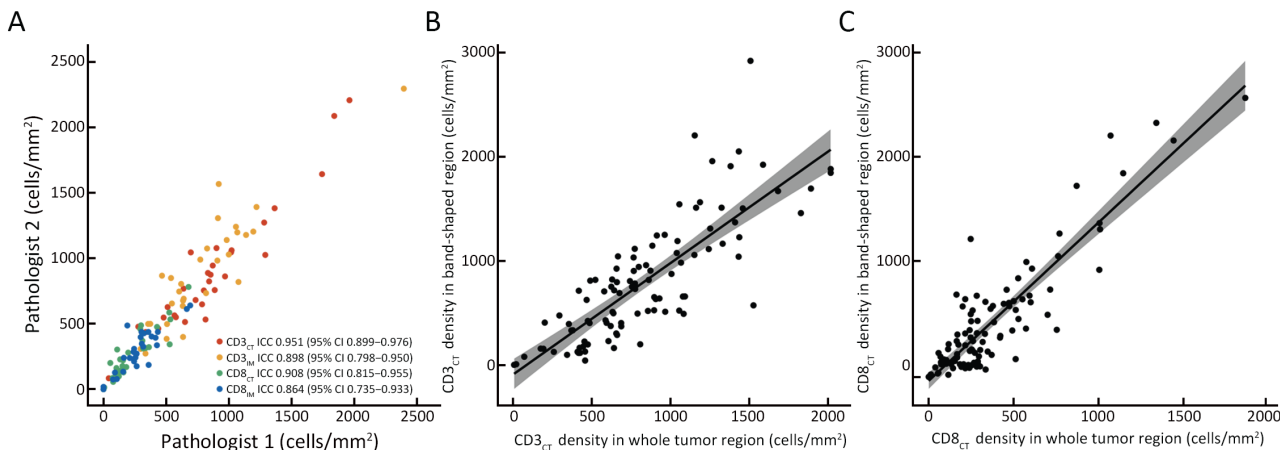 A
2500
2000
1500
1000
500
0
0 500 1000 1500 2000 2500
Pathologist 2 (cells/mm²)
Pathologist 1 (cells/mm²)
CD3CT ICC 0.951 (95% CI 0.899–0.976)
CD3IM ICC 0.898 (95% CI 0.798–0.950)
CD8CT ICC 0.908 (95% CI 0.815–0.955)
CD8IM ICC 0.864 (95% CI 0.735–0.933)
B
3000
2000
1000
0
0 500 1000 1500 2000
CD3CT density in band-shaped region (cells/mm²)
CD3CT density in whole tumor region (cells/mm²)
C
3000
2000
1000
0
0 500 1000 1500 2000
CD8CT density in band-shaped region (cells/mm²)
CD8CT density in whole tumor region (cells/mm²)